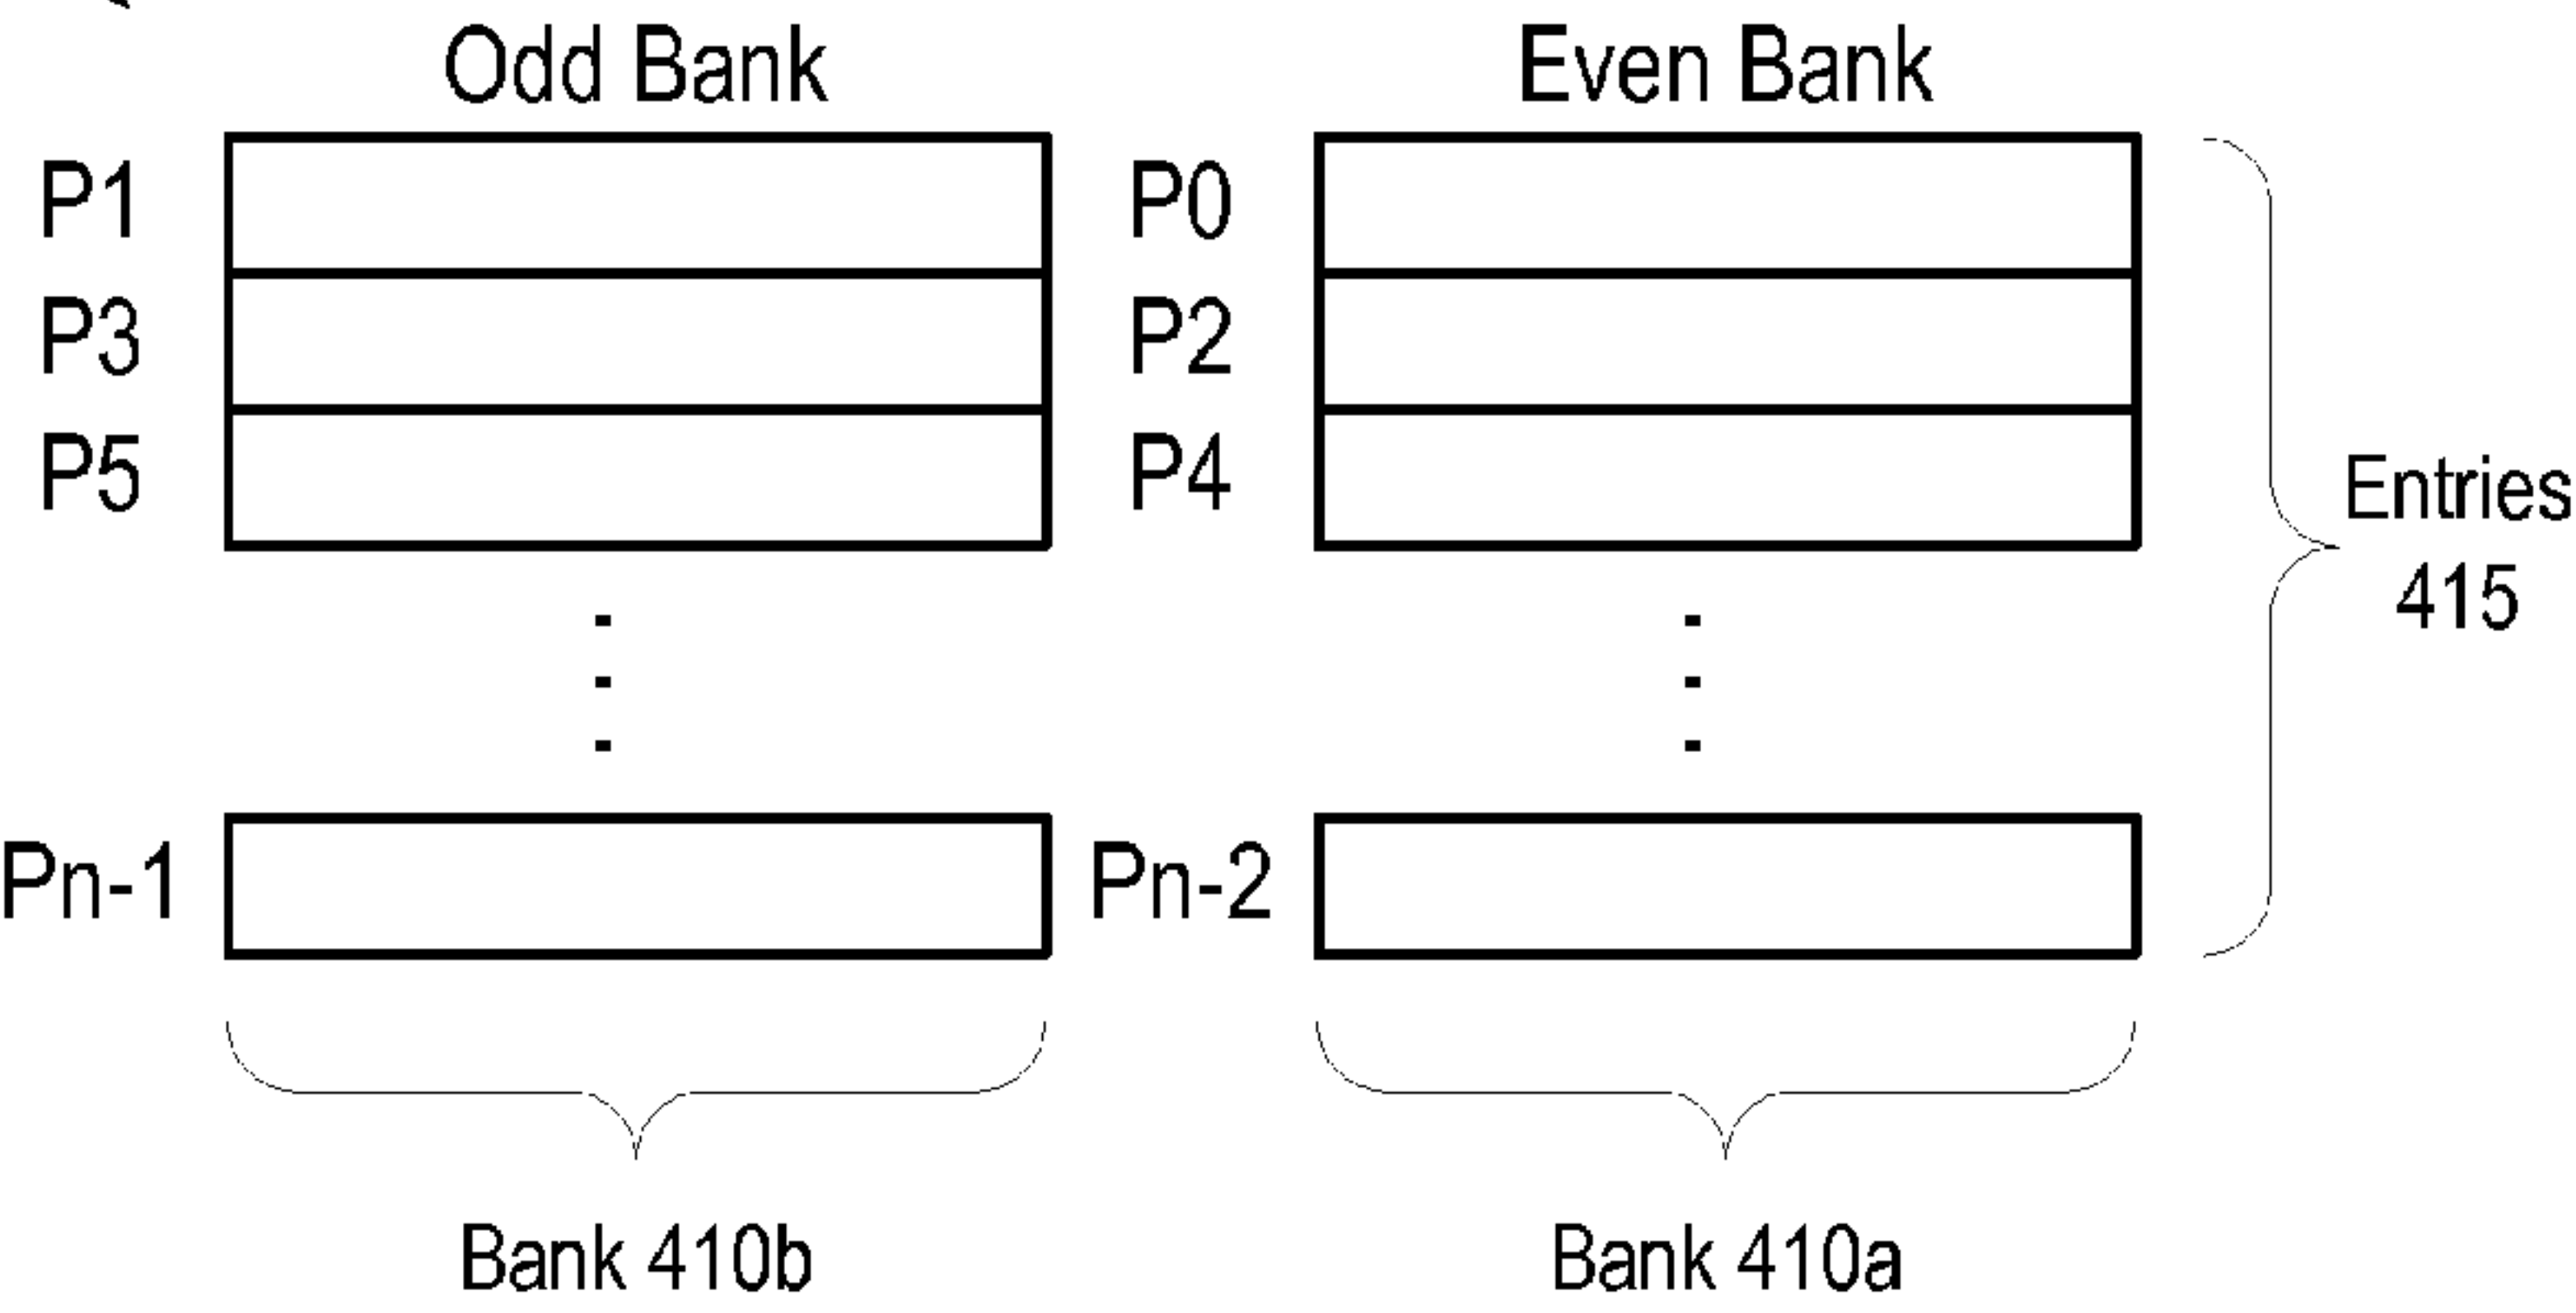 Odd Bank Even Bank
P1 P0
P3 P2
P5 P4
Entries
415
Pn-1 Pn-2
Bank 410b Bank 410a